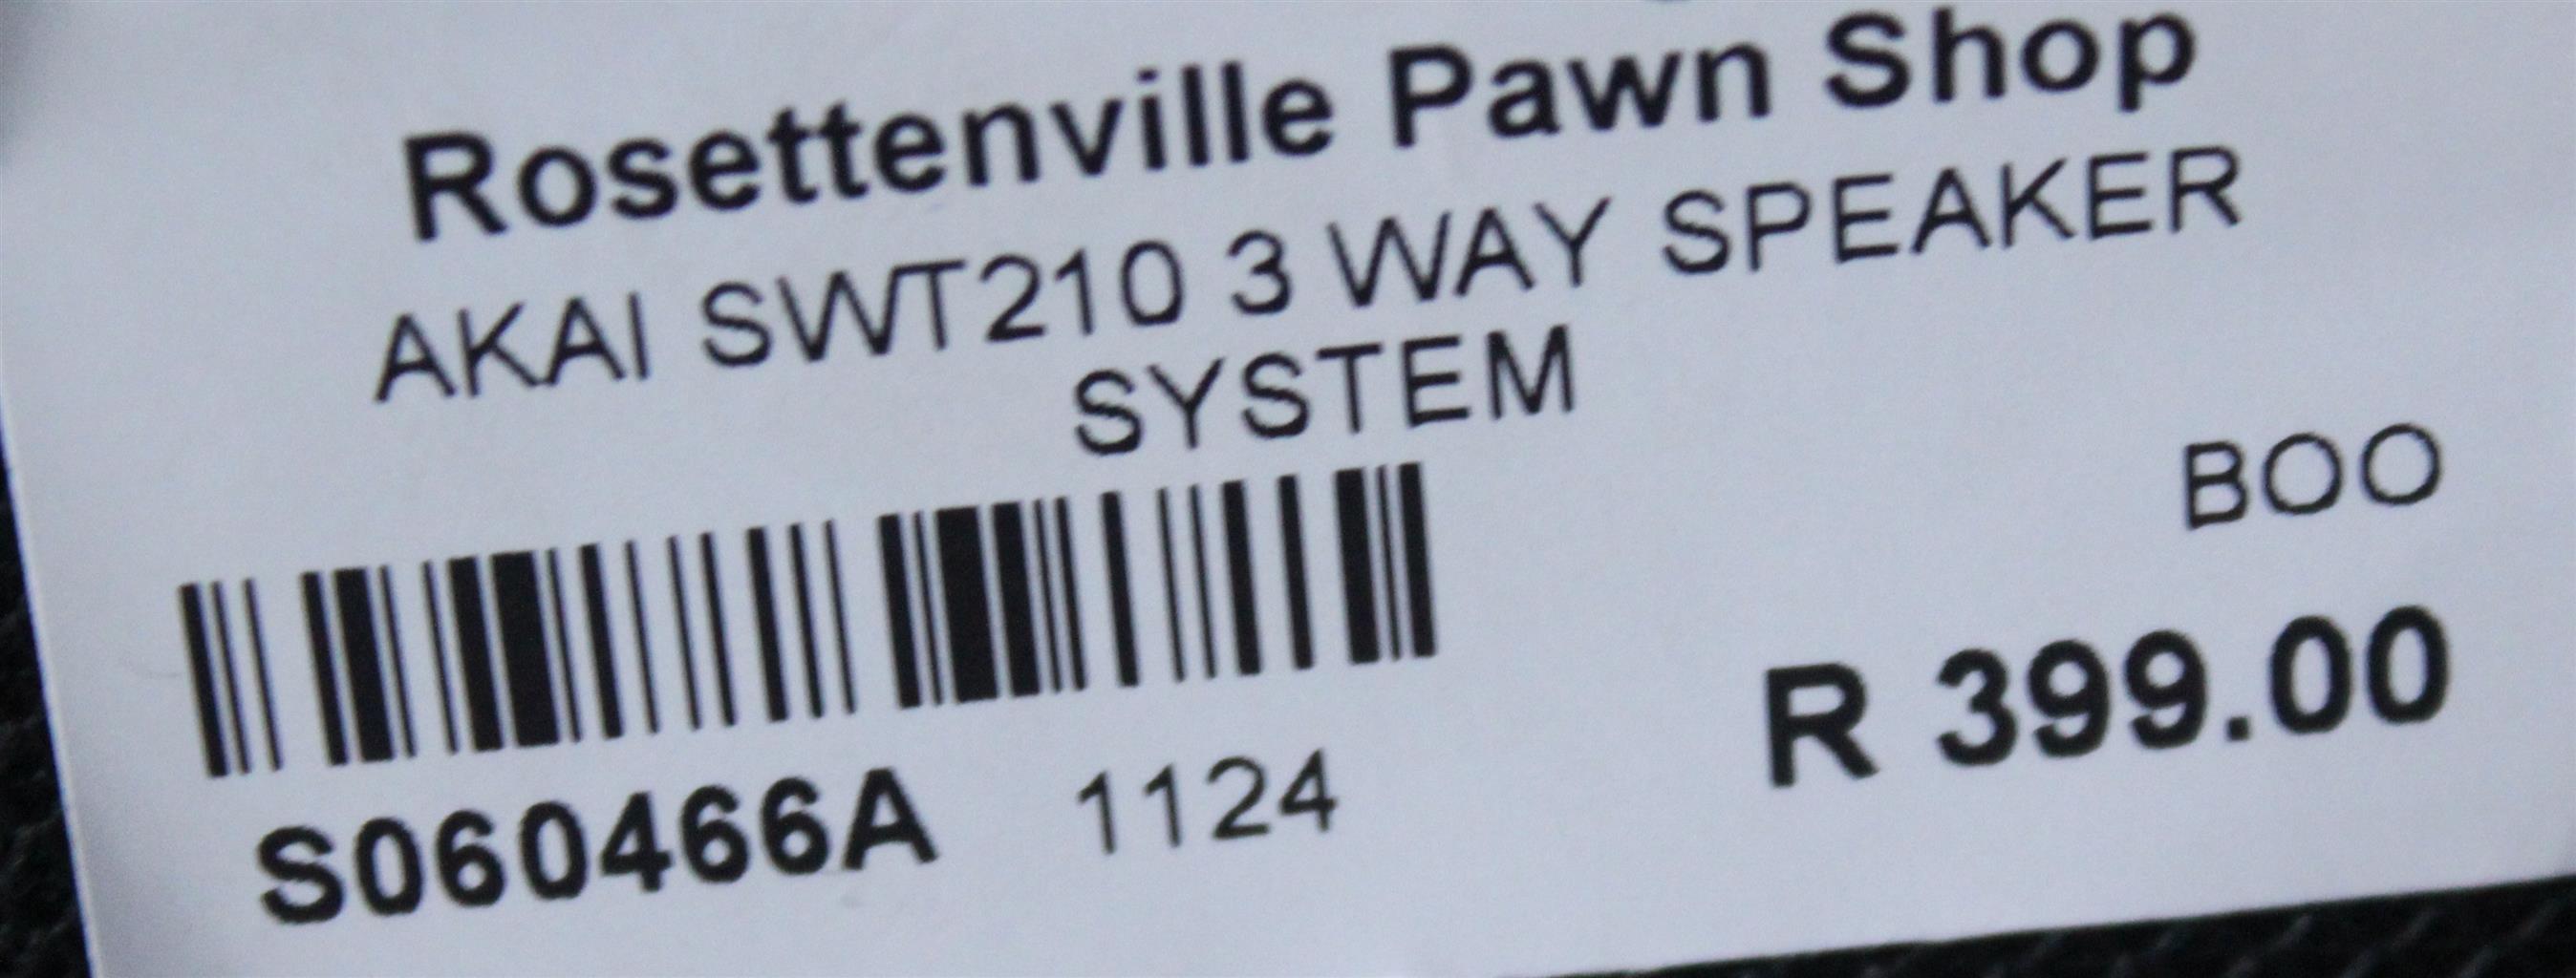 Rosettenville Pawn Shop
AKAI SWT210 3 WAY SPEAKER
SYSTEM
BOO
R 399.00
S060466A 1124